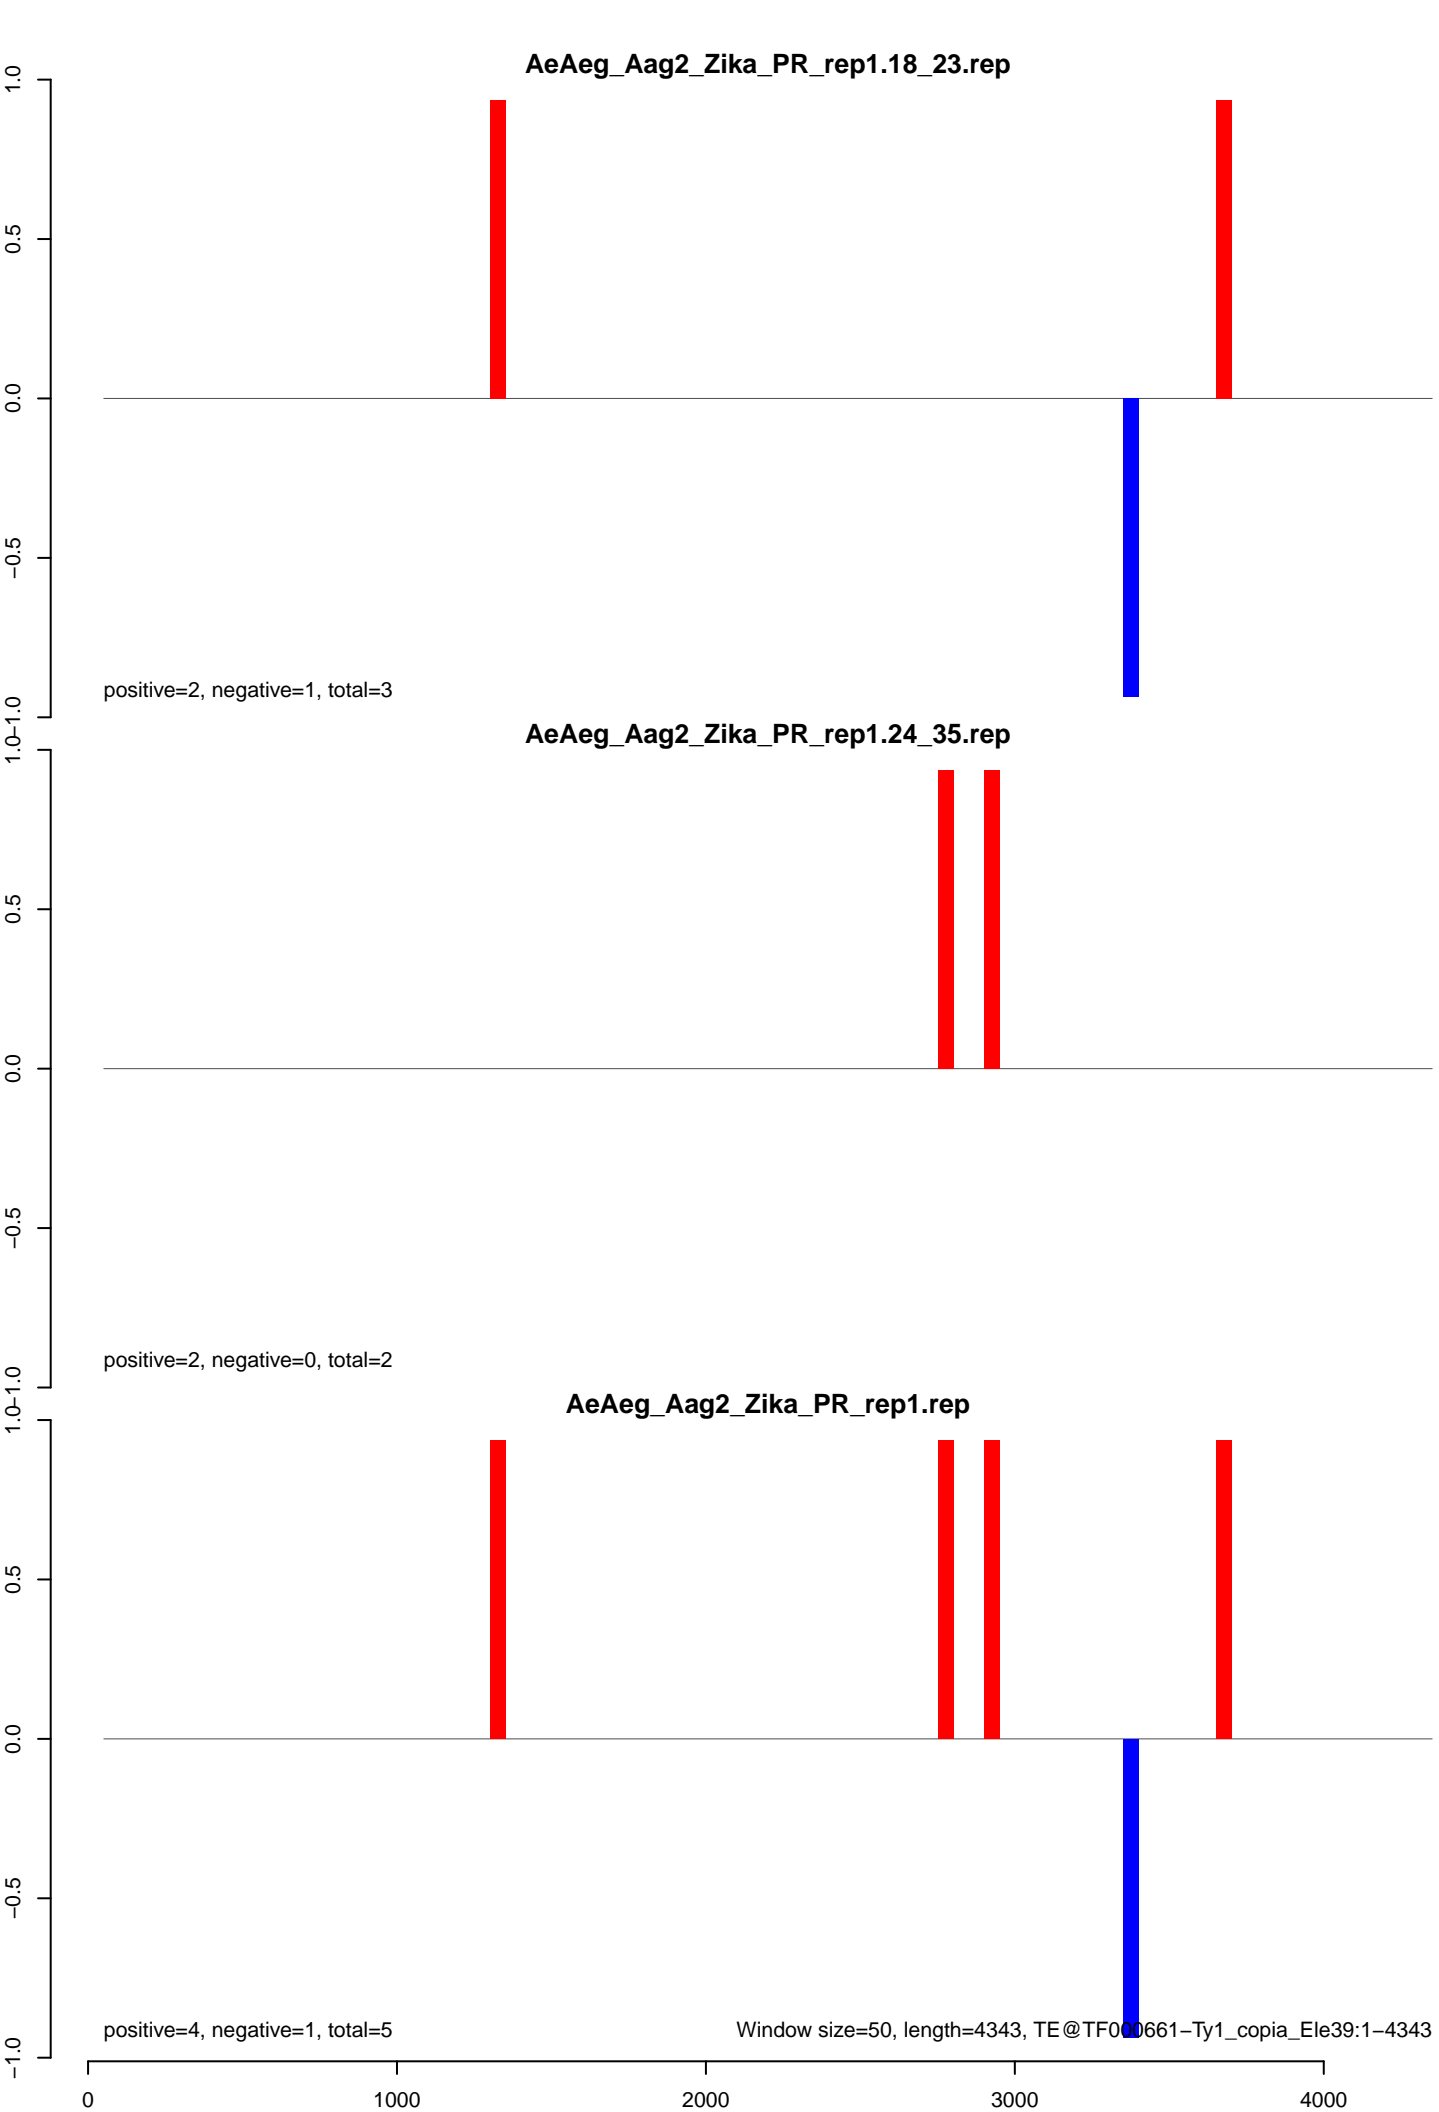 AeAeg_Aag2_Zika_PR_rep1.18_23.rep
1.0
0.5
0.0
−0.5
−1.0
positive=2, negative=1, total=3
AeAeg_Aag2_Zika_PR_rep1.24_35.rep
1.0
0.5
0.0
−0.5
−1.0
positive=2, negative=0, total=2
AeAeg_Aag2_Zika_PR_rep1.rep
1.0
0.5
0.0
−0.5
−1.0
positive=4, negative=1, total=5
Window size=50, length=4343, TE@TF000661−Ty1_copia_Ele39:1−4343
0 1000 2000 3000 4000